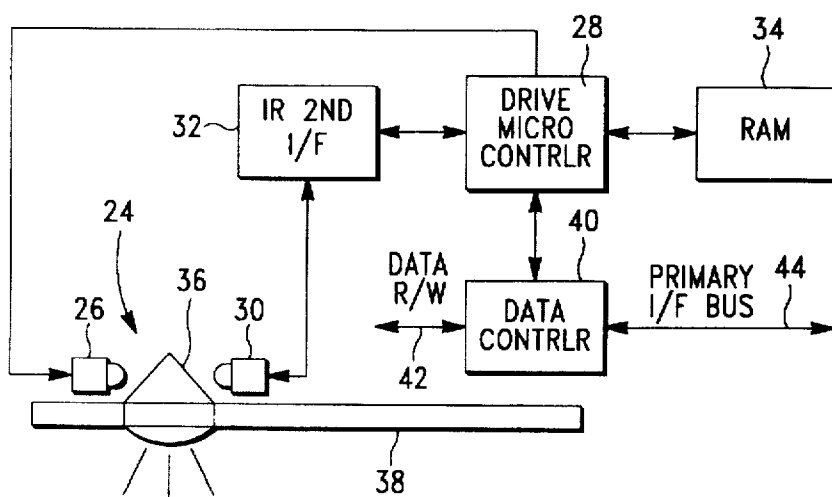 28
34
32
IR 2ND
I/F
DRIVE
MICRO
CONTRLR
RAM
24
36
26
30
DATA
R/W
42
40
DATA
CONTRLR
PRIMARY
I/F BUS
44
38